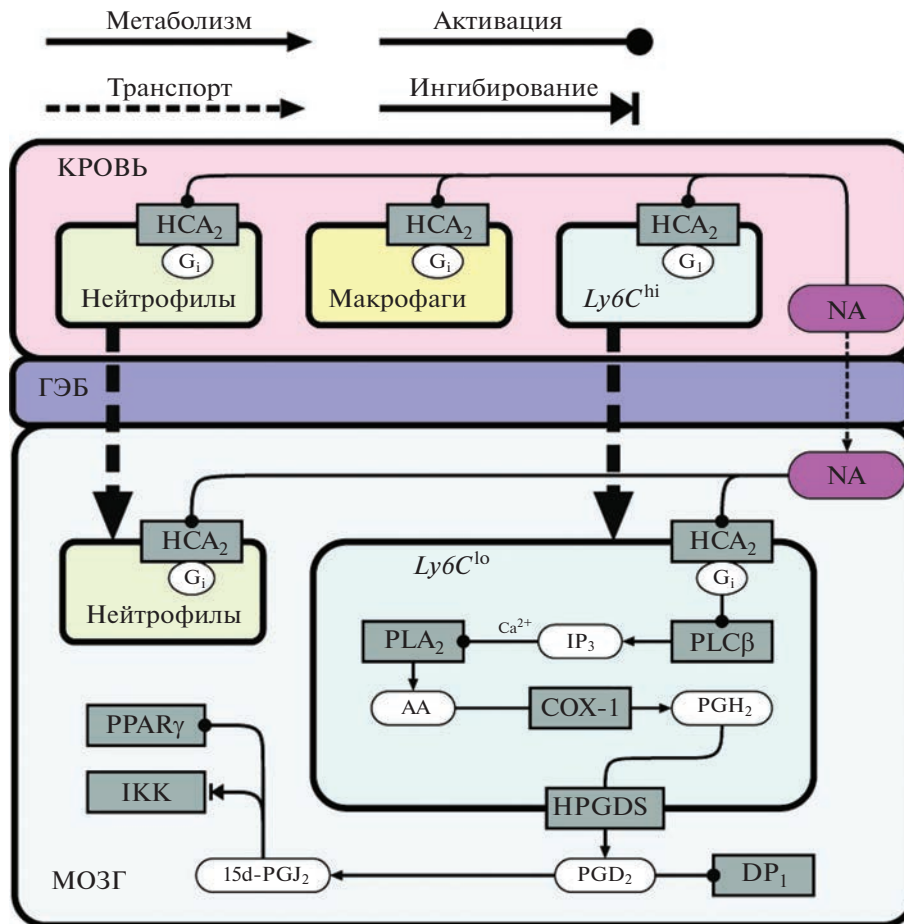 Метаболизм
Активация
Транспорт
Ингибирование
КРОВЬ
HCA₂
HCA₂
HCA₂
Gᵢ
Gᵢ
G₁
Нейтрофилы
Макрофаги
Ly6Cʰⁱ
NA
ГЭБ
NA
HCA₂
HCA₂
Ly6Cˡᵒ
Gᵢ
Gᵢ
Нейтрофилы
Ca²⁺
PLA₂
IP₃
PLCβ
AA
COX-1
PGH₂
PPARγ
IKK
HPGDS
МОЗГ
15d-PGJ₂
PGD₂
DP₁